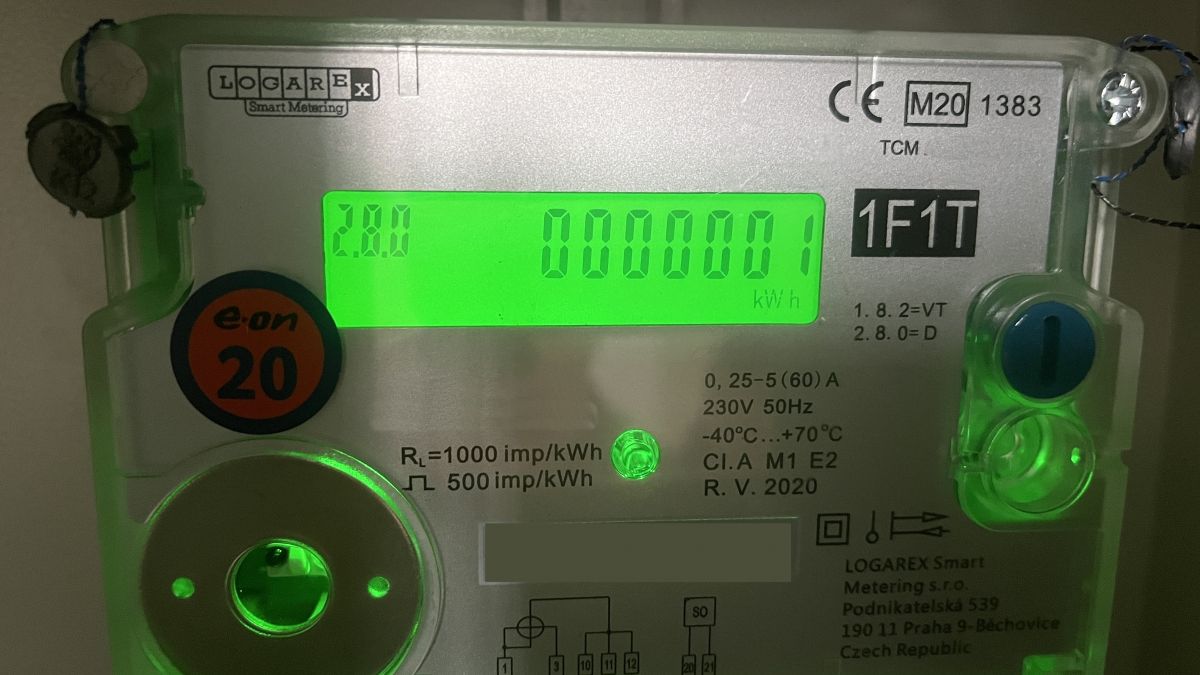 LOGAREX
Smart Metering
CE M20 1383
TCM
2.8.0 0000001
kWh
1F1T
1. 8. 2=VT
2. 8. 0= D
e·on
20
0, 25-5(60)A
230V 50Hz
-40°C...+70°C
Cl.A M1 E2
R. V. 2020
RL=1000 imp/kWh
500 imp/kWh
LOGAREX Smart
Metering s.r.o.
Podnikatelská 539
190 11 Praha 9-Běchovice
Czech Republic
SO
1 3 10 11 12 20 21